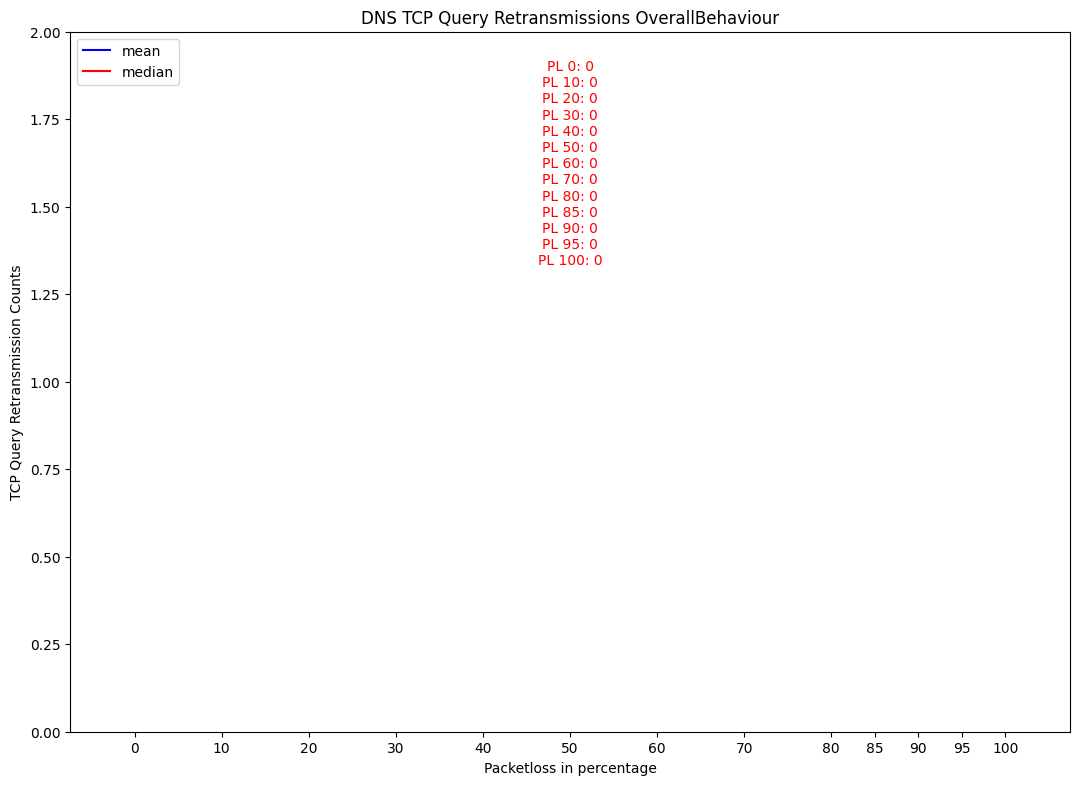 DNS TCP Query Retransmissions OverallBehaviour
2.00
mean
median
PL 0: 0
PL 10: 0
PL 20: 0
PL 30: 0
PL 40: 0
PL 50: 0
PL 60: 0
PL 70: 0
PL 80: 0
PL 85: 0
PL 90: 0
PL 95: 0
PL 100: 0
1.75
1.50
1.25
1.00
0.75
0.50
0.25
0.00
TCP Query Retransmission Counts
0 10 20 30 40 50 60 70 80 85 90 95 100
Packetloss in percentage